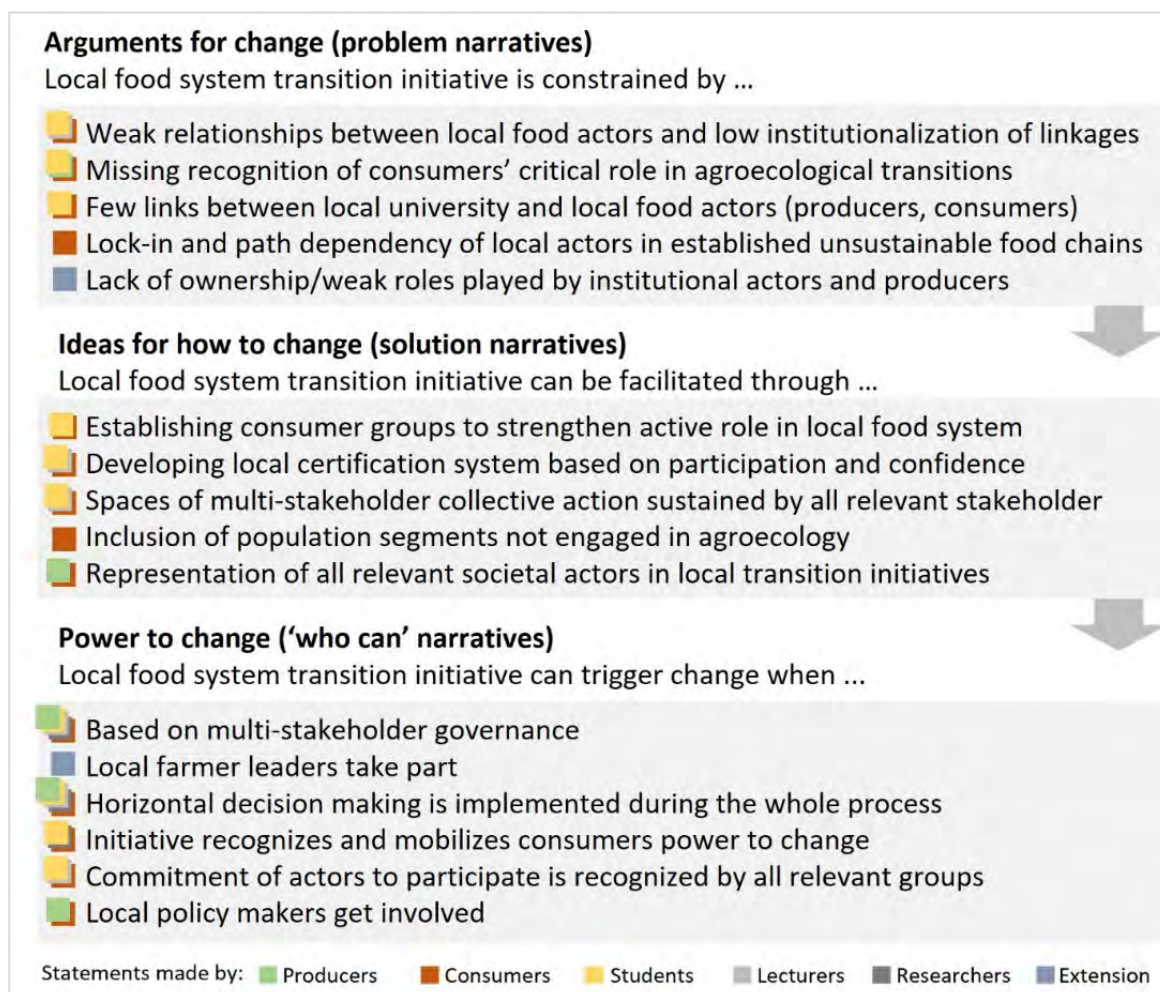 Arguments for change (problem narratives)
Local food system transition initiative is constrained by ...
Weak relationships between local food actors and low institutionalization of linkages
Missing recognition of consumers’ critical role in agroecological transitions
Few links between local university and local food actors (producers, consumers)
Lock-in and path dependency of local actors in established unsustainable food chains
Lack of ownership/weak roles played by institutional actors and producers
Ideas for how to change (solution narratives)
Local food system transition initiative can be facilitated through ...
Establishing consumer groups to strengthen active role in local food system
Developing local certification system based on participation and confidence
Spaces of multi-stakeholder collective action sustained by all relevant stakeholder
Inclusion of population segments not engaged in agroecology
Representation of all relevant societal actors in local transition initiatives
Power to change (‘who can’ narratives)
Local food system transition initiative can trigger change when ...
Based on multi-stakeholder governance
Local farmer leaders take part
Horizontal decision making is implemented during the whole process
Initiative recognizes and mobilizes consumers power to change
Commitment of actors to participate is recognized by all relevant groups
Local policy makers get involved
Statements made by: Producers Consumers Students Lecturers Researchers Extension